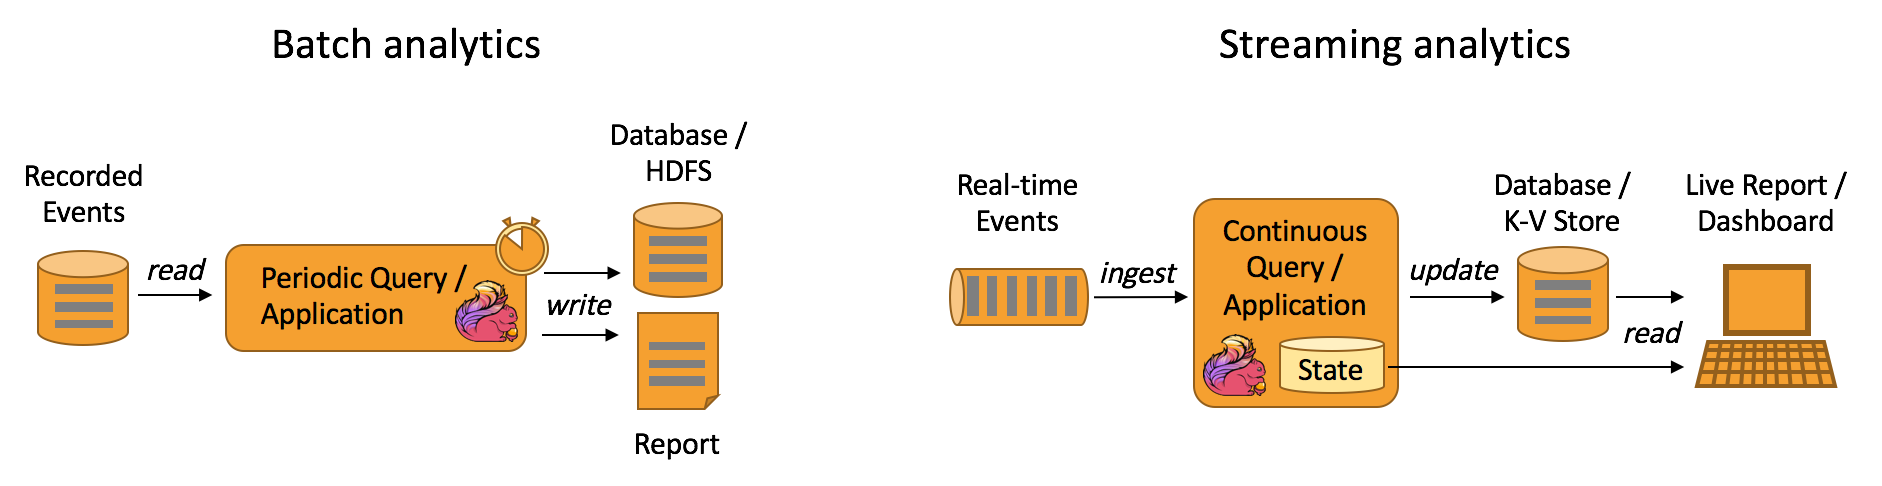 Batch analytics
Recorded
Events
read
Periodic Query /
Application
write
Database /
HDFS
Report
Streaming analytics
Real-time
Events
ingest
Continuous
Query /
Application
State
update
Database /
K-V Store
read
Live Report /
Dashboard